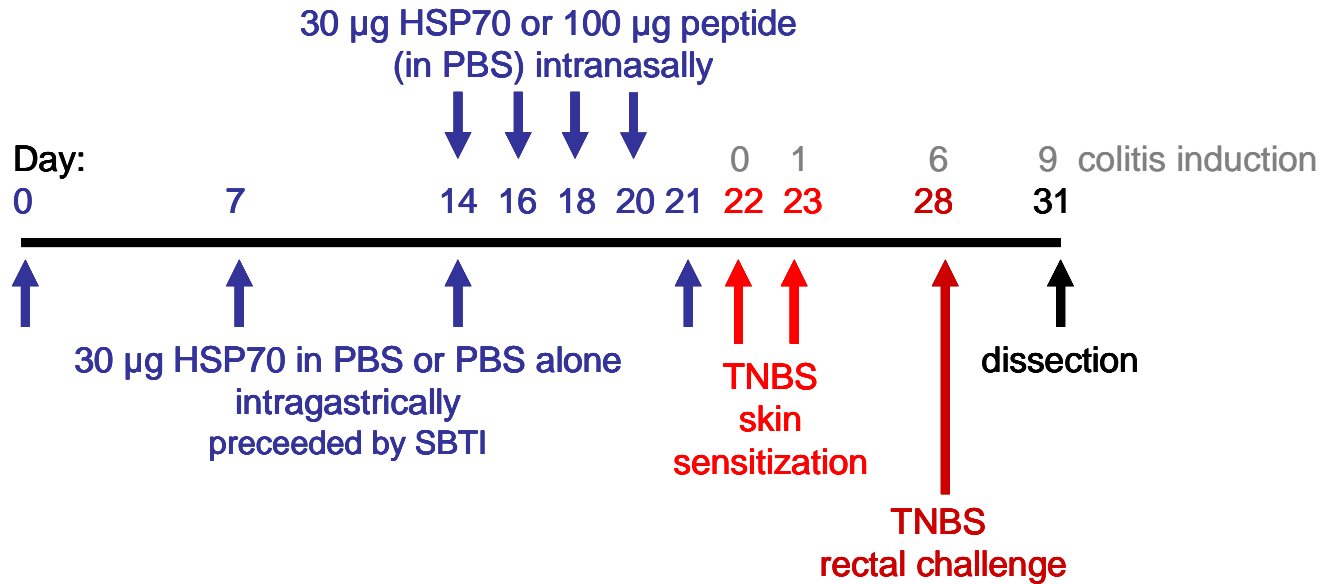 30 µg HSP70 or 100 µg peptide
(in PBS) intranasally
Day:
0 1 6 9 colitis induction
0 7 14 16 18 20 21 22 23 28 31
30 µg HSP70 in PBS or PBS alone
intragastrically
preceeded by SBTI
TNBS
skin
sensitization
dissection
TNBS
rectal challenge